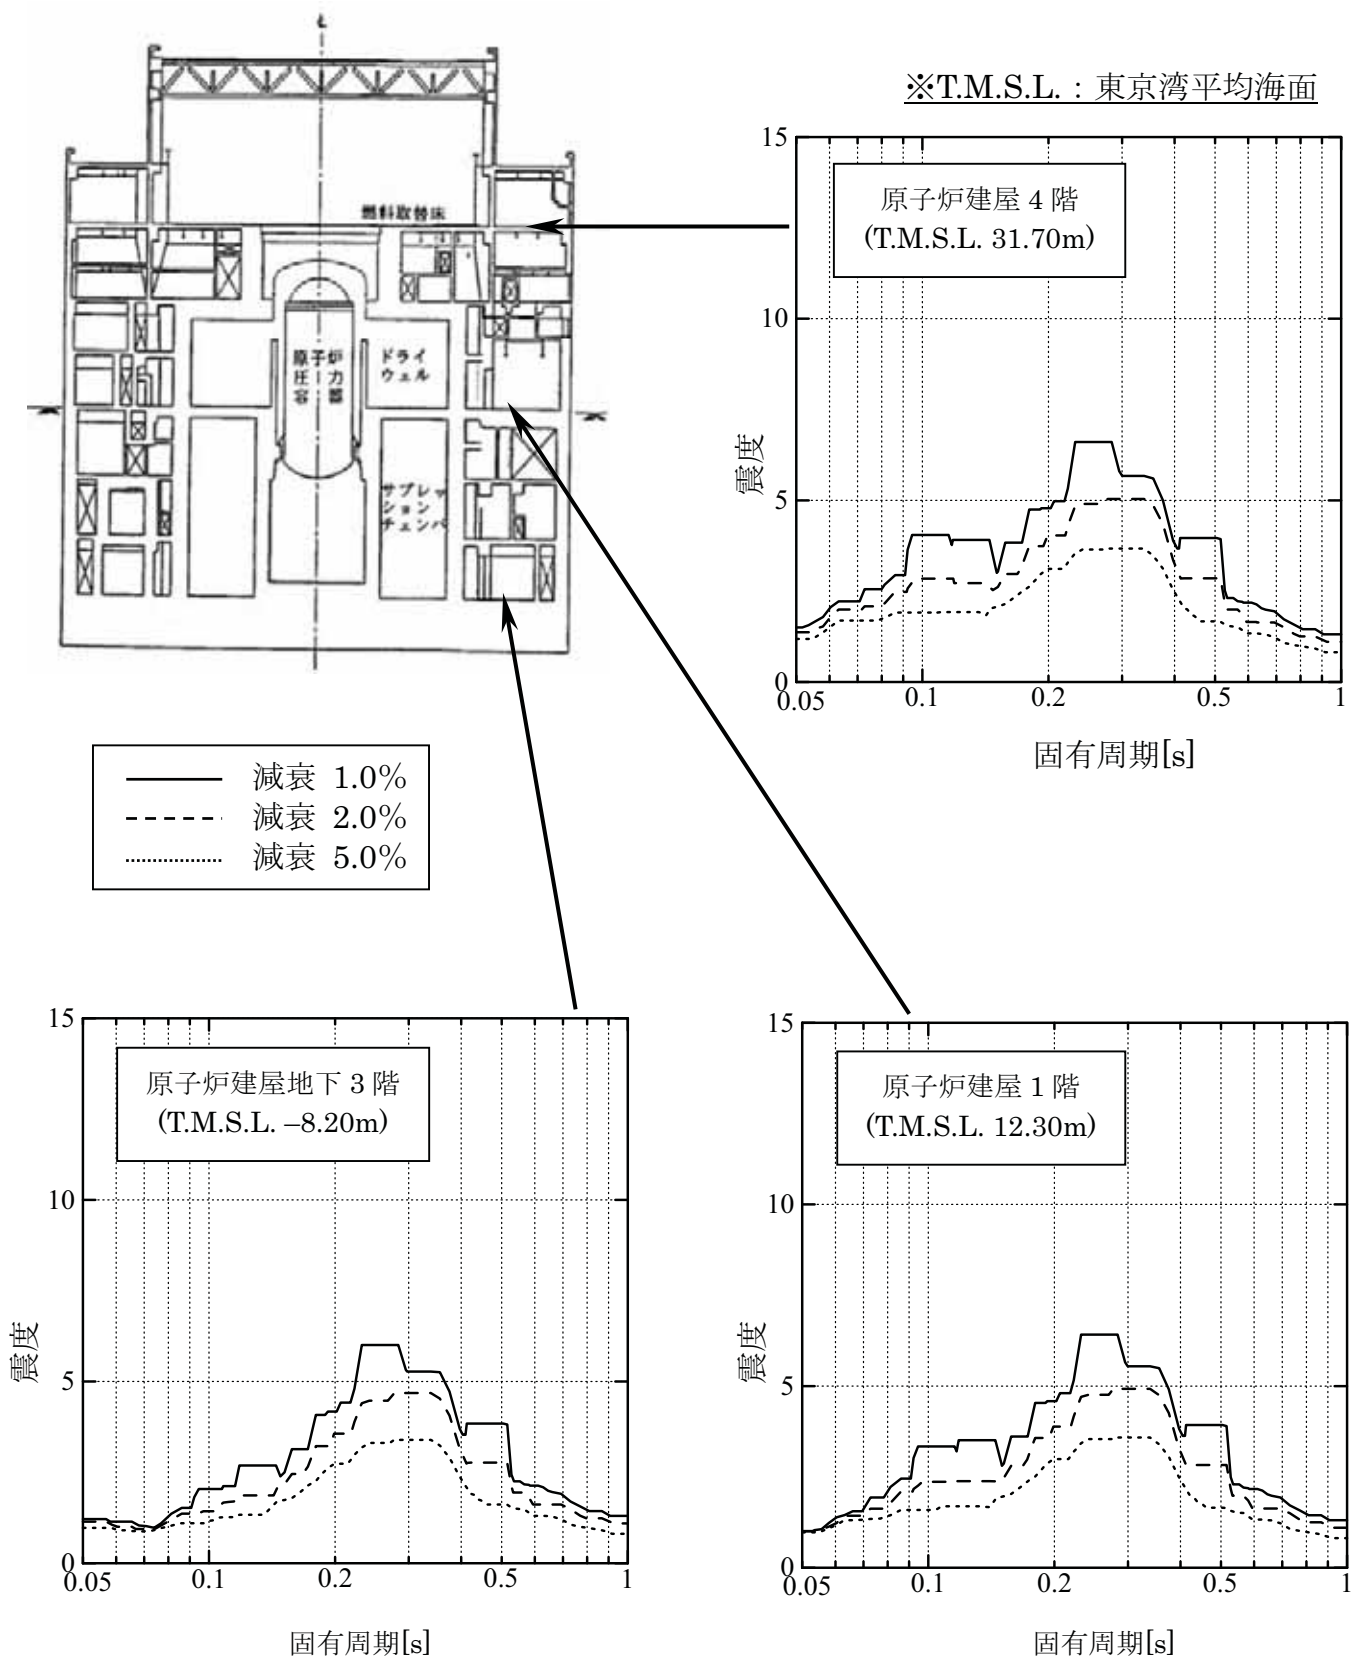 ℄
※T.M.S.L.：東京湾平均海面
燃料取替床
原子炉
圧力
容器
ドライ
ウェル
サプレッ
ション
チェンバ
15
10
5
0
震度
原子炉建屋 4 階
(T.M.S.L. 31.70m)
0.05 0.1 0.2 0.5 1
固有周期[s]
減衰 1.0%
減衰 2.0%
減衰 5.0%
15
10
5
0
震度
原子炉建屋地下 3 階
(T.M.S.L. –8.20m)
0.05 0.1 0.2 0.5 1
固有周期[s]
15
10
5
0
震度
原子炉建屋 1 階
(T.M.S.L. 12.30m)
0.05 0.1 0.2 0.5 1
固有周期[s]